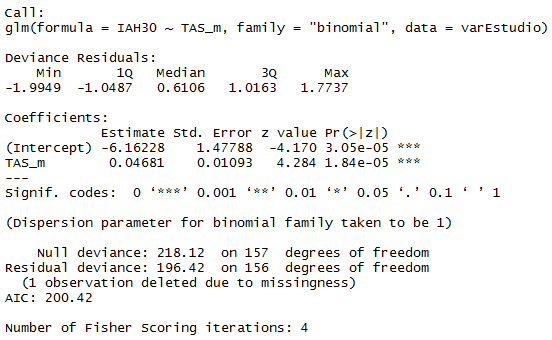 Call:
glm(formula = IAH30 ~ TAS_m, family = "binomial", data = varEstudio)
Deviance Residuals:
Min 1Q Median 3Q Max
-1.9949 -1.0487 0.6106 1.0163 1.7737
Coefficients:
Estimate Std. Error z value Pr(>|z|)
(Intercept) -6.16228 1.47788 -4.170 3.05e-05 ***
TAS_m 0.04681 0.01093 4.284 1.84e-05 ***
---
Signif. codes: 0 ‘***’ 0.001 ‘**’ 0.01 ‘*’ 0.05 ‘.’ 0.1 ‘ ’ 1
(Dispersion parameter for binomial family taken to be 1)
Null deviance: 218.12 on 157 degrees of freedom
Residual deviance: 196.42 on 156 degrees of freedom
(1 observation deleted due to missingness)
AIC: 200.42
Number of Fisher Scoring iterations: 4